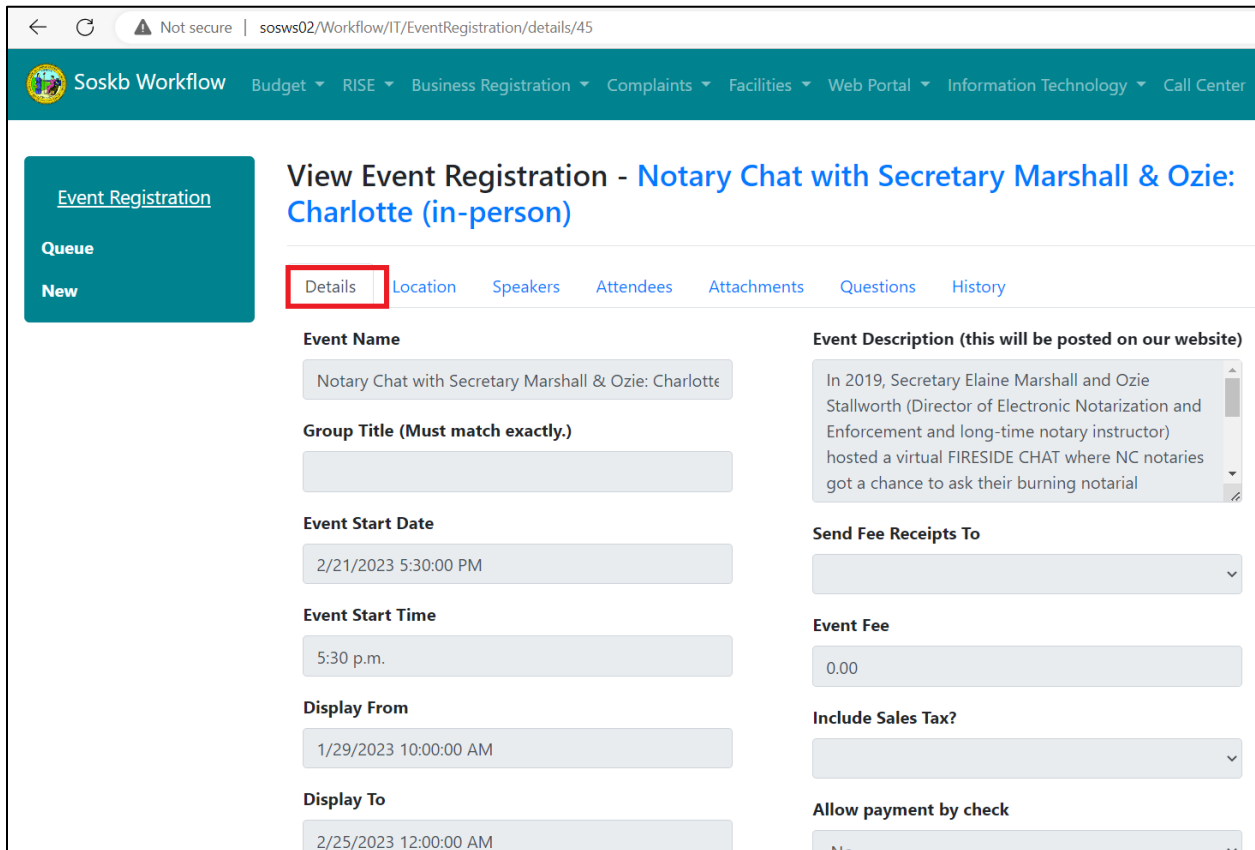 Not secure | sosws02/Workflow/IT/EventRegistration/details/45
Soskb Workflow Budget RISE Business Registration Complaints Facilities Web Portal Information Technology Call Center
Event Registration
Queue
New
View Event Registration - Notary Chat with Secretary Marshall & Ozie:
Charlotte (in-person)
Details Location Speakers Attendees Attachments Questions History
Event Name
Notary Chat with Secretary Marshall & Ozie: Charlotte
Group Title (Must match exactly.)
Event Start Date
2/21/2023 5:30:00 PM
Event Start Time
5:30 p.m.
Display From
1/29/2023 10:00:00 AM
Display To
2/25/2023 12:00:00 AM
Event Description (this will be posted on our website)
In 2019, Secretary Elaine Marshall and Ozie
Stallworth (Director of Electronic Notarization and
Enforcement and long-time notary instructor)
hosted a virtual FIRESIDE CHAT where NC notaries
got a chance to ask their burning notarial
Send Fee Receipts To
Event Fee
0.00
Include Sales Tax?
Allow payment by check
No